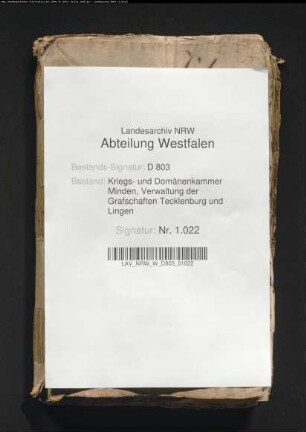 Landesarchiv NRW
Abteilung Westfalen
Bestands-Signatur: D 803
Bestand: Kriegs- und Domänenkammer
Minden, Verwaltung der
Grafschaften Tecklenburg und
Lingen
Signatur: Nr. 1.022
LAV_NRW_W_D803_01022